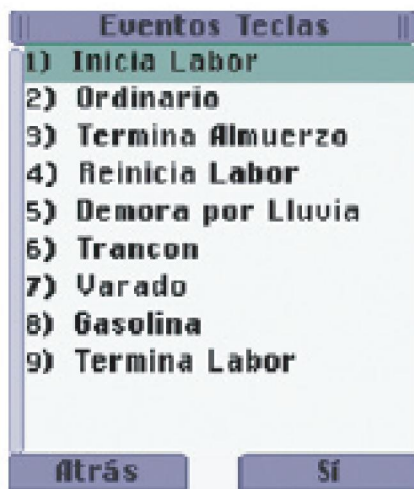 Eventos Teclas
1) Inicia Labor
2) Ordinario
3) Termina Almuerzo
4) Reinicia Labor
5) Demora por Lluvia
6) Trancon
7) Varado
8) Gasolina
9) Termina Labor
Atrás Sí